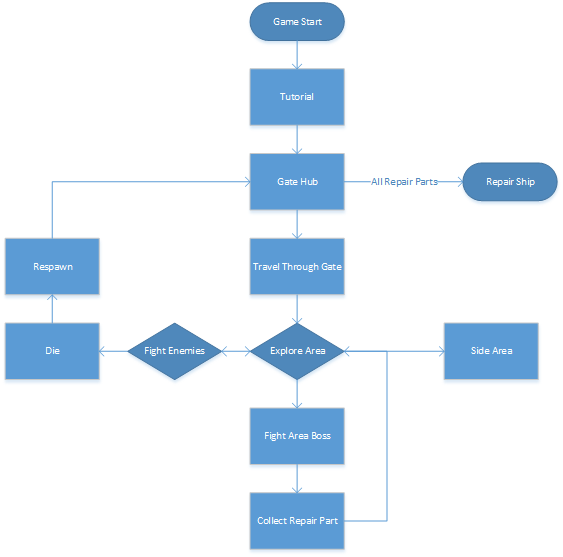 Game Start
Tutorial
Gate Hub
All Repair Parts
Repair Ship
Respawn
Travel Through Gate
Die
Fight Enemies
Explore Area
Side Area
Fight Area Boss
Collect Repair Part